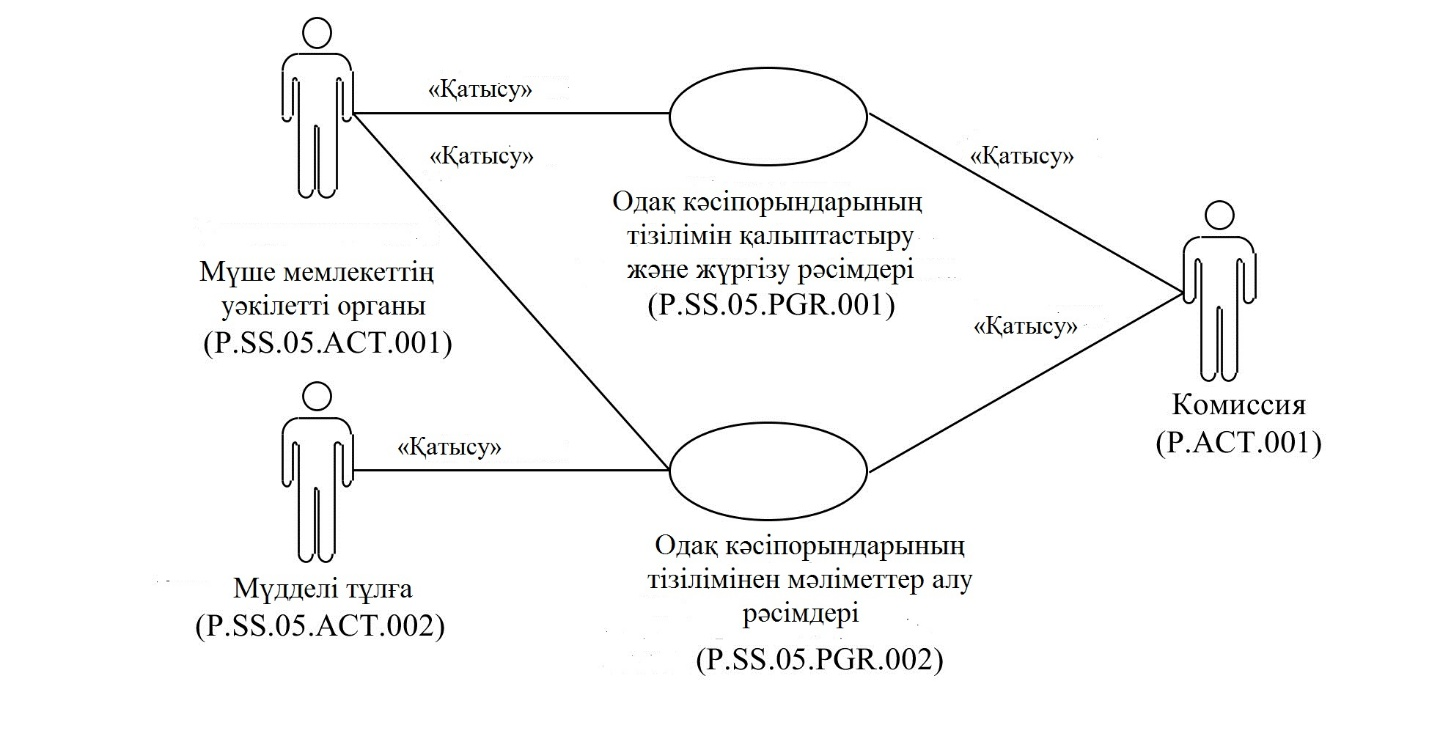 «Қатысу»
«Қатысу»
«Қатысу»
Одақ кәсіпорындарының
тізілімін қалыптастыру
және жүргізу рәсімдері
(P.SS.05.PGR.001)
Мүше мемлекеттің
уәкілетті органы
(P.SS.05.ACT.001)
«Қатысу»
Комиссия
(P.ACT.001)
«Қатысу»
Одақ кәсіпорындарының
тізілімінен мәліметтер алу
рәсімдері
(P.SS.05.PGR.002)
Мүдделі тұлға
(P.SS.05.ACT.002)